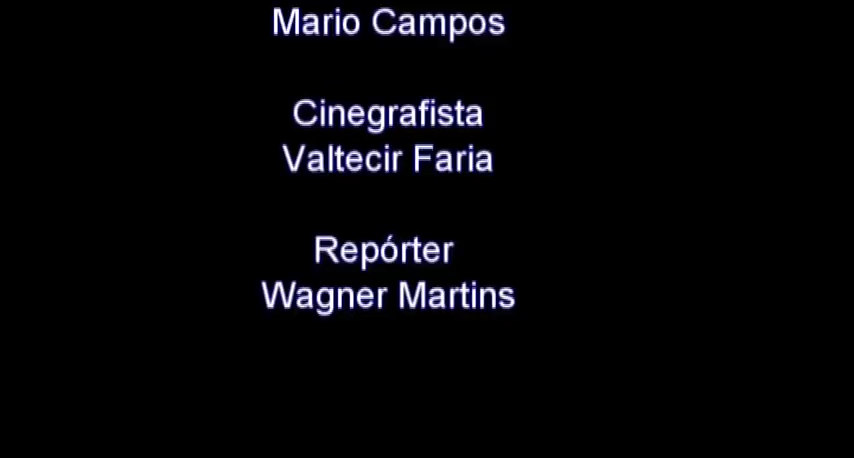 Mario Campos
Cinegrafista
Valtecir Faria
Repórter
Wagner Martins